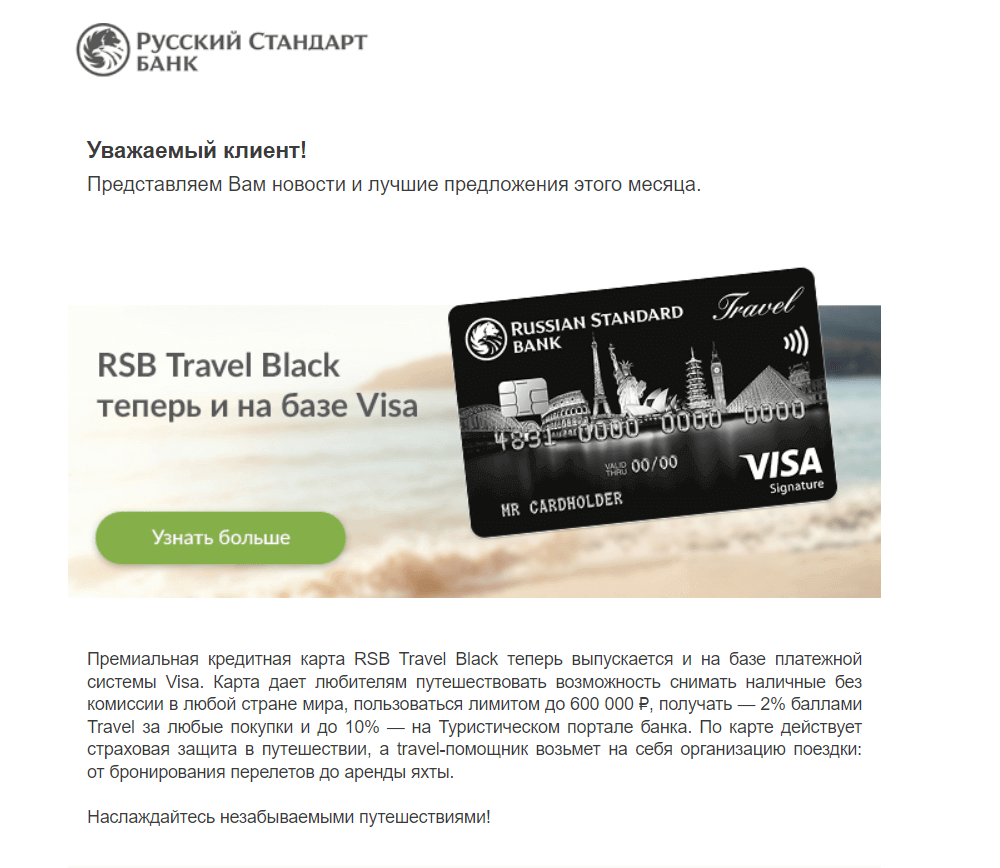 Русский Стандарт
Банк
Уважаемый клиент!
Представляем Вам новости и лучшие предложения этого месяца.
RSB Travel Black
теперь и на базе Visa
Узнать больше
Russian Standard
Bank
Travel
4831 0000 0000 0000
VALID
THRU 00/00
MR CARDHOLDER
VISA
Signature
Премиальная кредитная карта RSB Travel Black теперь выпускается и на базе платежной
системы Visa. Карта дает любителям путешествовать возможность снимать наличные без
комиссии в любой стране мира, пользоваться лимитом до 600 000 ₽, получать — 2% баллами
Travel за любые покупки и до 10% — на Туристическом портале банка. По карте действует
страховая защита в путешествии, а travel-помощник возьмет на себя организацию поездки:
от бронирования перелетов до аренды яхты.
Наслаждайтесь незабываемыми путешествиями!